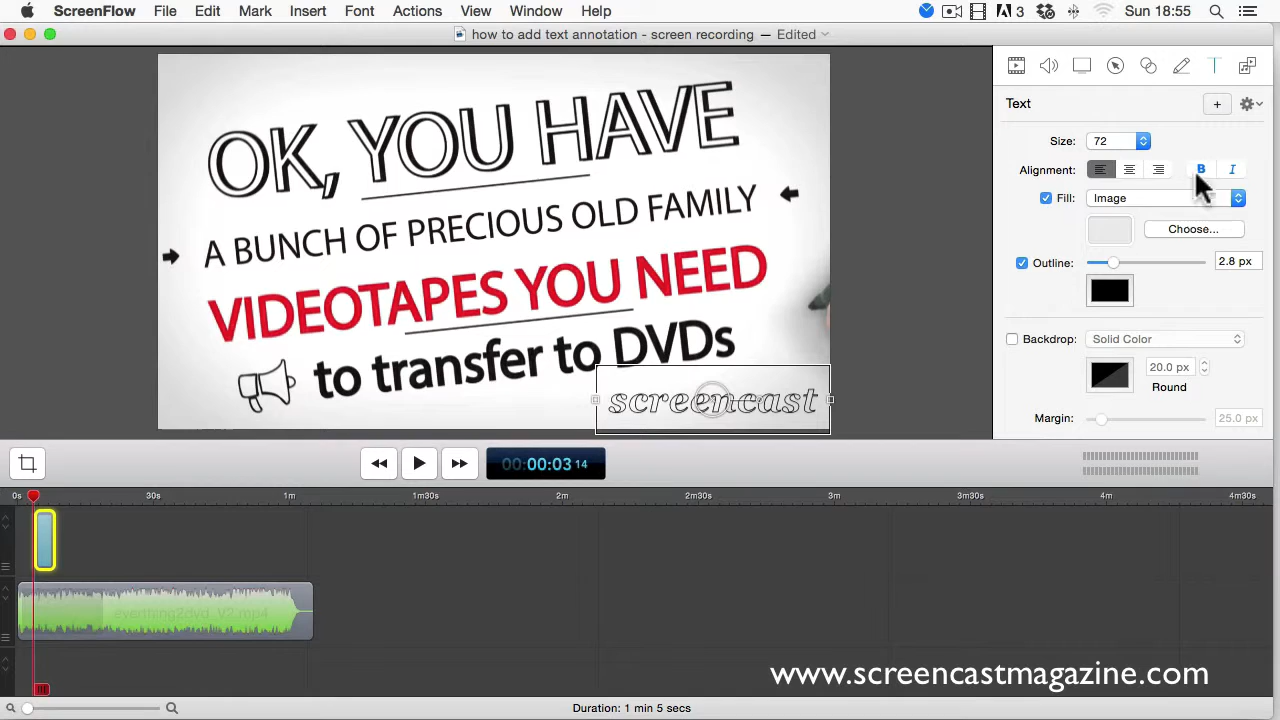 ScreenFlow File Edit Mark Insert Font Actions View Window Help 3 Sun 18:55
how to add text annotation - screen recording — Edited
OK, YOU HAVE
A BUNCH OF PRECIOUS OLD FAMILY
VIDEOTAPES YOU NEED
to transfer to DVDs
screencast
Text
+
Size: 72
Alignment: B I
Fill: Image
Choose...
Outline: 2.8 px
Backdrop: Solid Color
20.0 px
Round
Margin: 25.0 px
00:00:03 14
0s 30s 1m 1m30s 2m 2m30s 3m 3m30s 4m 4m30s
everthing2dvd_V2.mp4
www.screencastmagazine.com
Duration: 1 min 5 secs